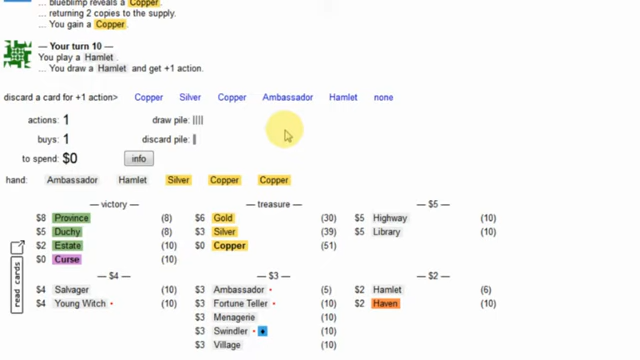 ... blueblimp reveals a Copper.
... returning 2 copies to the supply.
... You gain a Copper.
— Your turn 10 —
You play a Hamlet.
... You draw a Hamlet and get +1 action.
discard a card for +1 action> Copper Silver Copper Ambassador Hamlet none
actions: 1 draw pile: ||||
buys: 1 discard pile: |
to spend: $0 info
hand: Ambassador Hamlet Silver Copper Copper
— victory — — treasure — — $5 —
$8 Province (8) $6 Gold (30) $5 Highway (10)
$5 Duchy (8) $3 Silver (39) $5 Library (10)
$2 Estate (10) $0 Copper (51)
$0 Curse (10)
— $4 — — $3 — — $2 —
$4 Salvager (10) $3 Ambassador (5) $2 Hamlet (6)
$4 Young Witch (10) $3 Fortune Teller (10) $2 Haven (10)
$3 Menagerie (10)
$3 Swindler (10)
$3 Village (10)
read cards